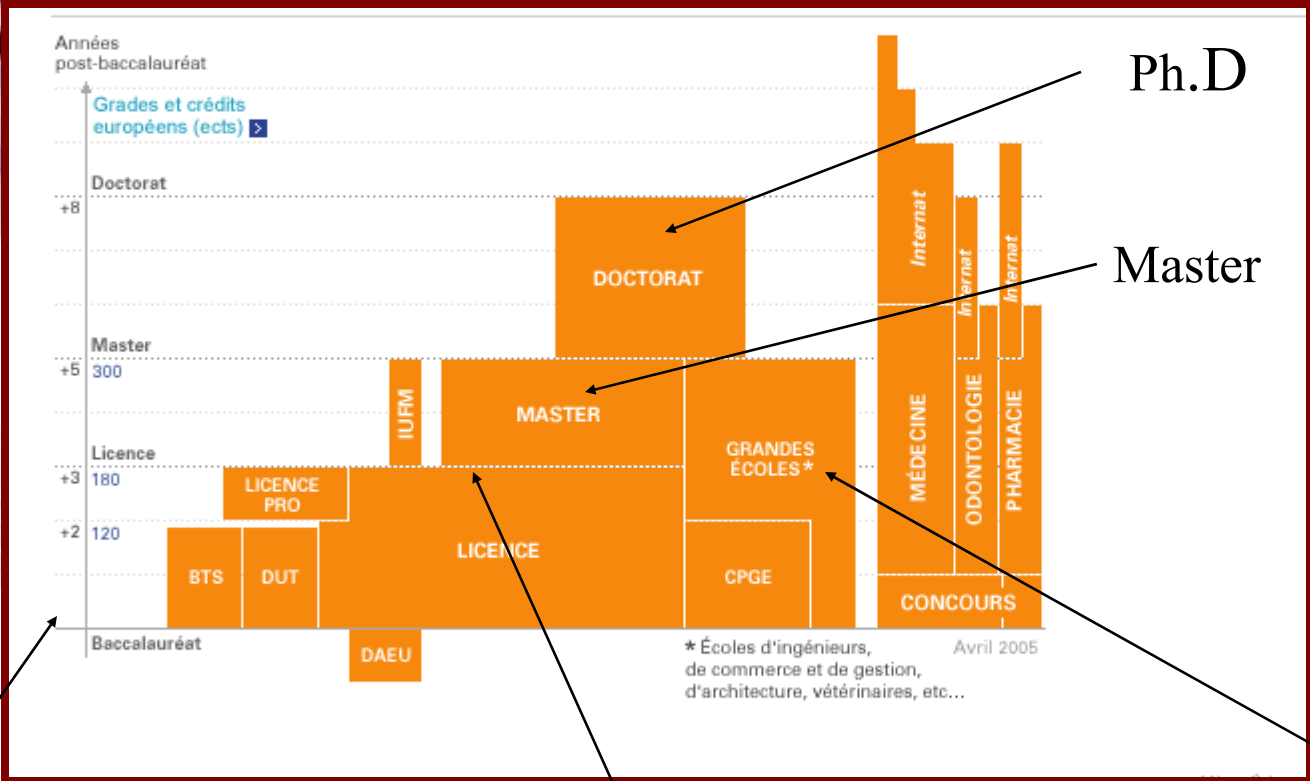 Années
post-baccalauréat
Grades et crédits
européens (ects) >
Ph.D
Doctorat
+8
DOCTORAT
Internat
Internat
Internat
Master
Master
+5 300
IUFM
MASTER
GRANDES
ÉCOLES*
MÉDECINE
ODONTOLOGIE
PHARMACIE
Licence
+3 180
LICENCE
PRO
+2 120
LICENCE
BTS
DUT
CPGE
CONCOURS
Baccalauréat
DAEU
* Écoles d'ingénieurs,
de commerce et de gestion,
d'architecture, vétérinaires, etc...
Avril 2005